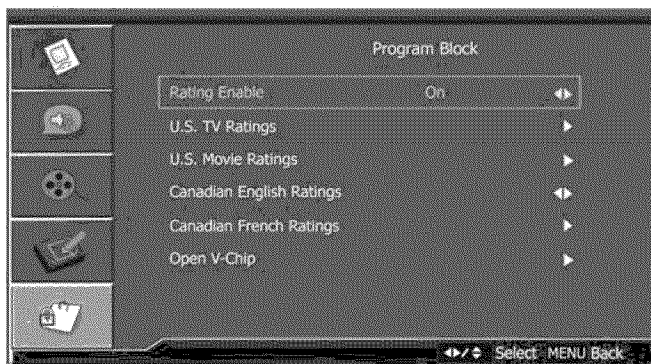 Program Block
Rating Enable On
U.S. TV Ratings
U.S. Movie Ratings
Canadian English Ratings
Canadian French Ratings
Open V-Chip
Select MENU Back